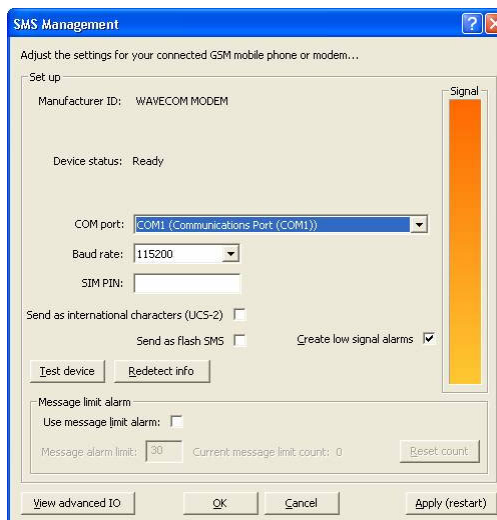 SMS Management
Adjust the settings for your connected GSM mobile phone or modem...
Set up
Signal
Manufacturer ID: WAVECOM MODEM
Device status: Ready
COM port: COM1 (Communications Port (COM1))
Baud rate: 115200
SIM PIN:
Send as international characters (UCS-2)
Send as flash SMS
Create low signal alarms
Test device
Redetect info
Message limit alarm
Use message limit alarm:
Message alarm limit: 30 Current message limit count: 0
Reset count
View advanced IO
OK
Cancel
Apply (restart)